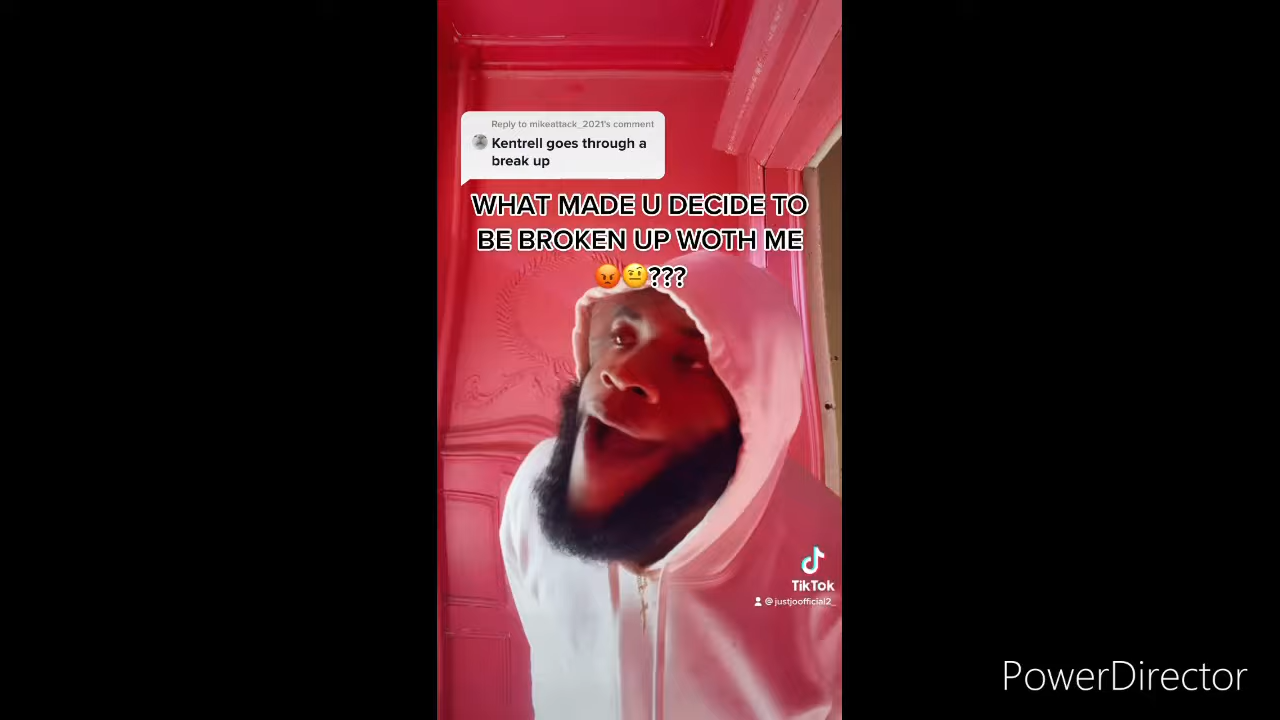 Reply to mikeattack_2021's comment
Kentrell goes through a
break up
WHAT MADE U DECIDE TO
BE BROKEN UP WOTH ME
😡🤨???
TikTok
@justjoofficial2_
PowerDirector